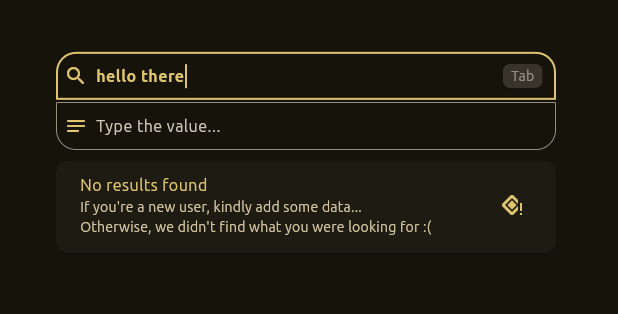 hello there
Tab
Type the value...
No results found
If you're a new user, kindly add some data...
Otherwise, we didn't find what you were looking for :(